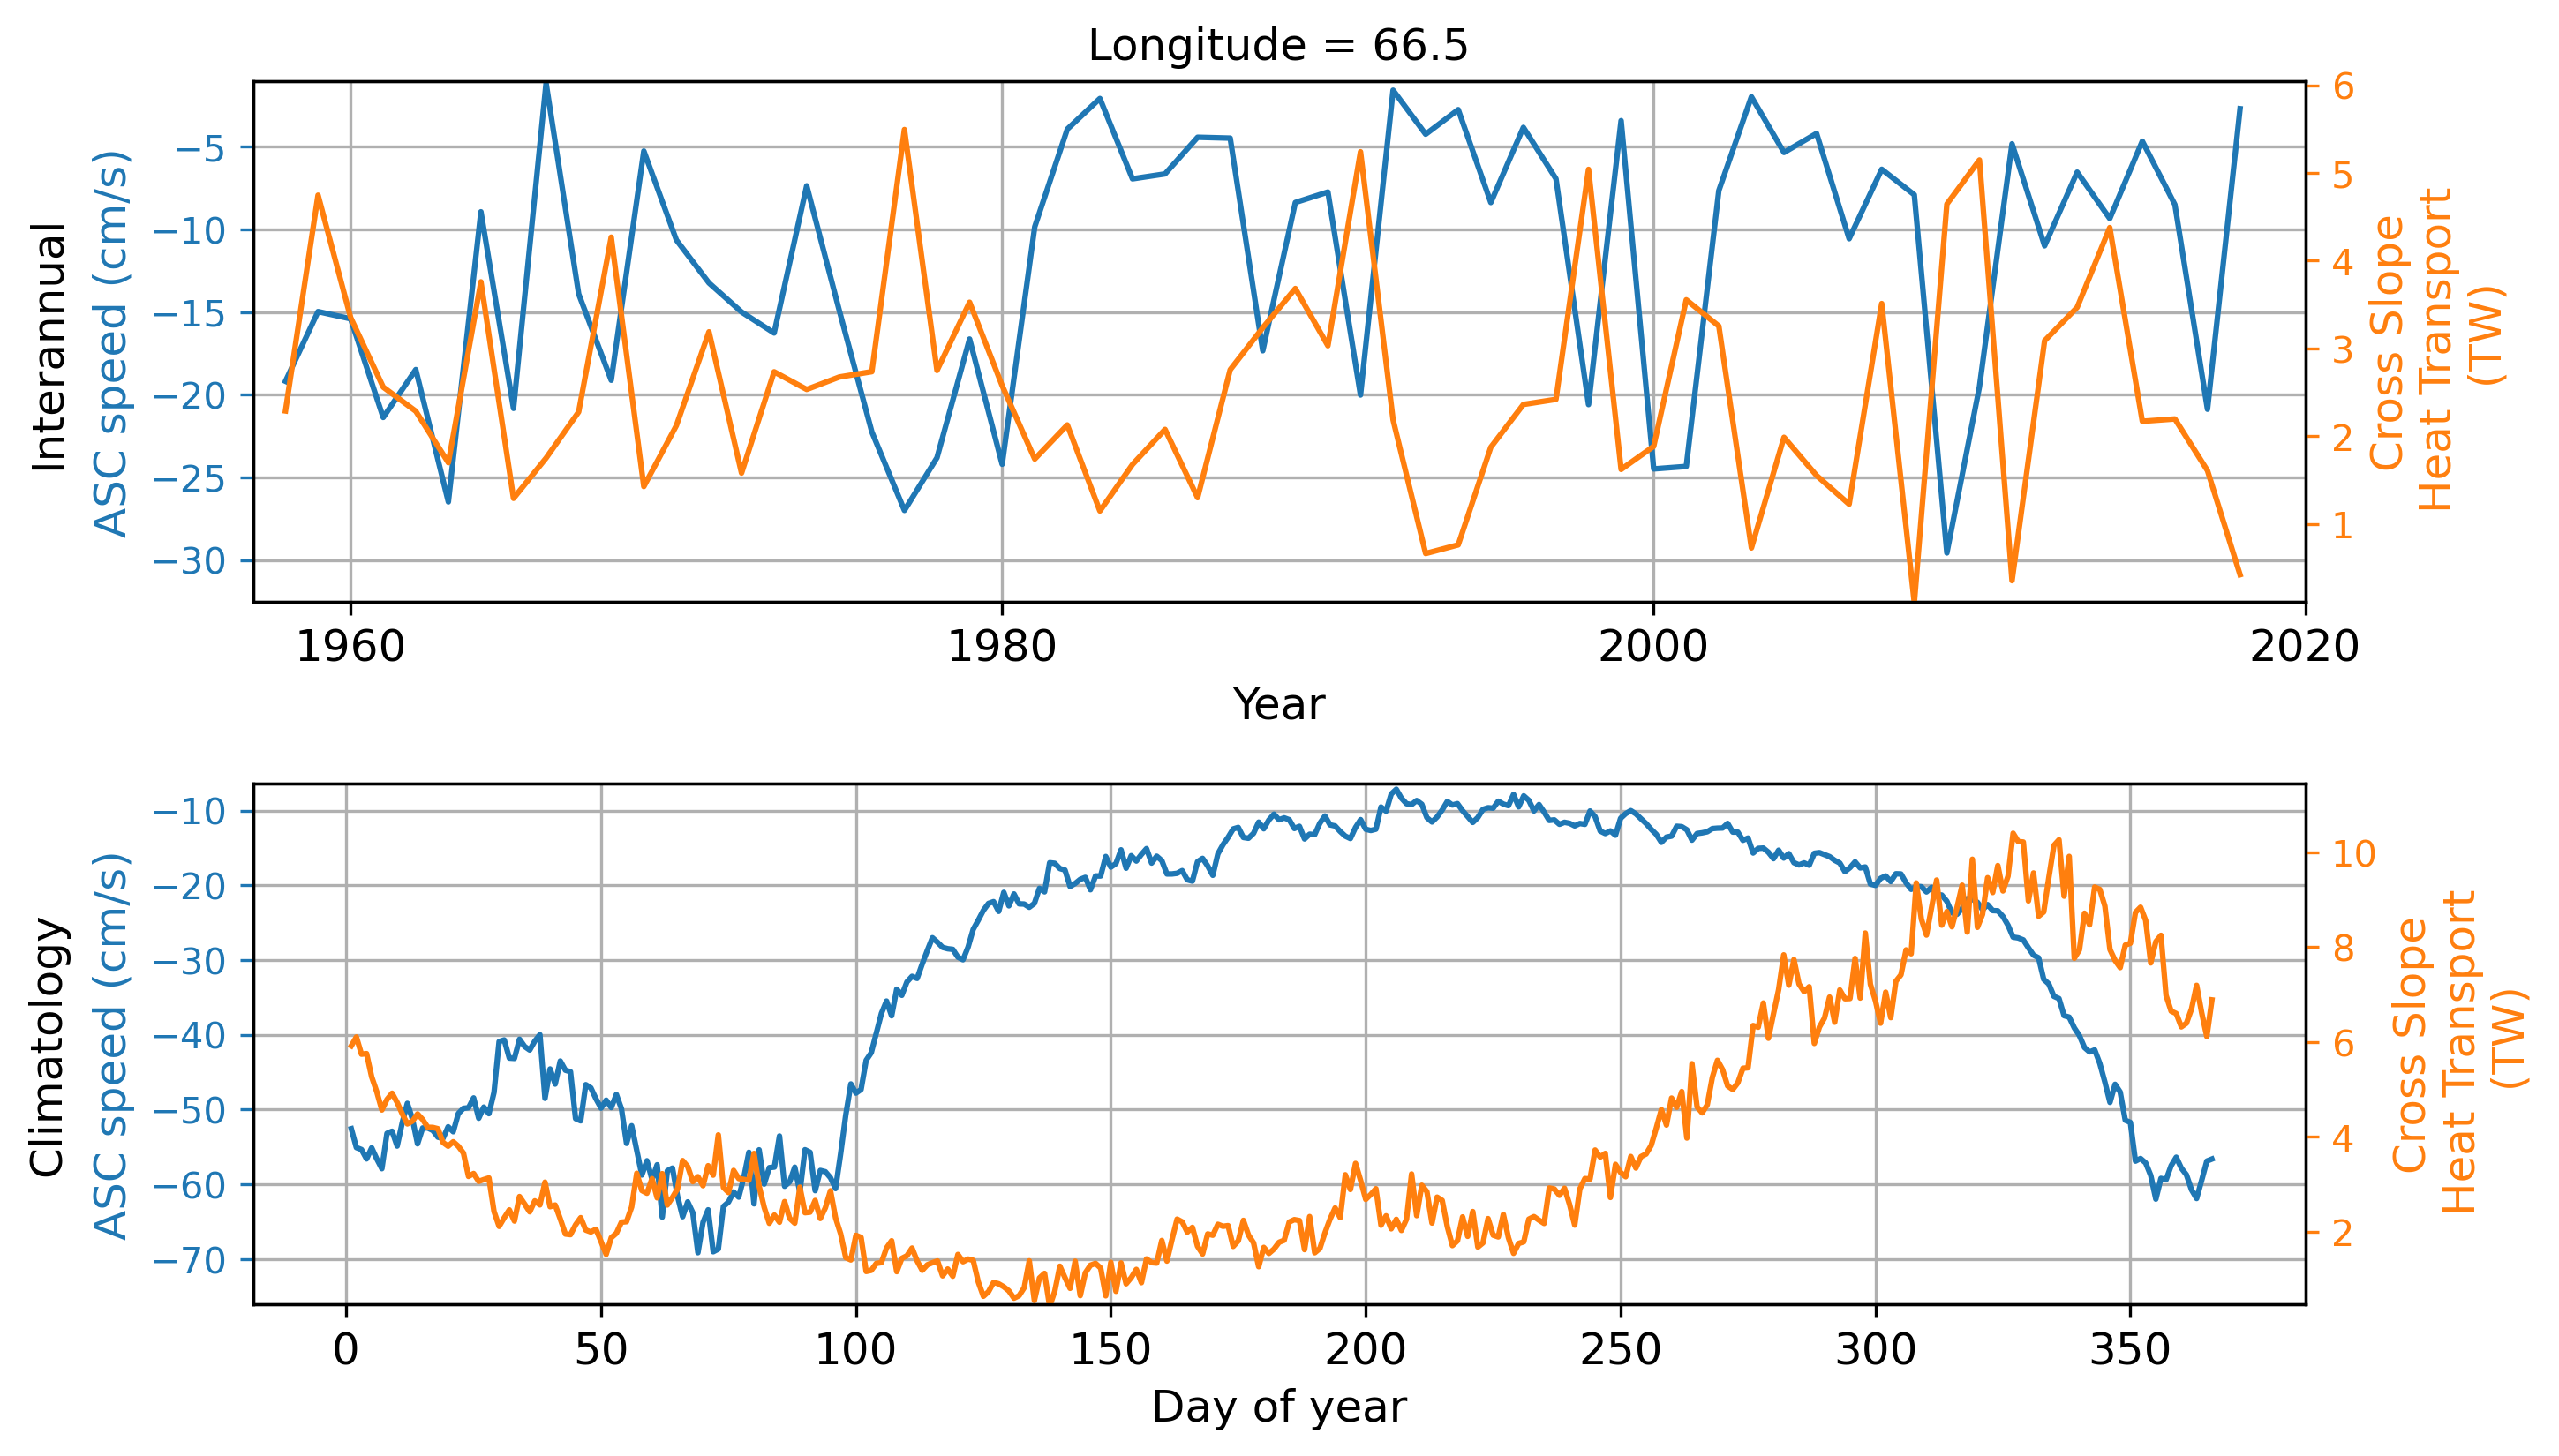 Longitude = 66.5
Interannual
ASC speed (cm/s)
−5
−10
−15
−20
−25
−30
6
5
4
3
2
1
Cross Slope
Heat Transport
(TW)
1960
1980
2000
2020
Year
Climatology
ASC speed (cm/s)
−10
−20
−30
−40
−50
−60
−70
10
8
6
4
2
Cross Slope
Heat Transport
(TW)
0
50
100
150
200
250
300
350
Day of year